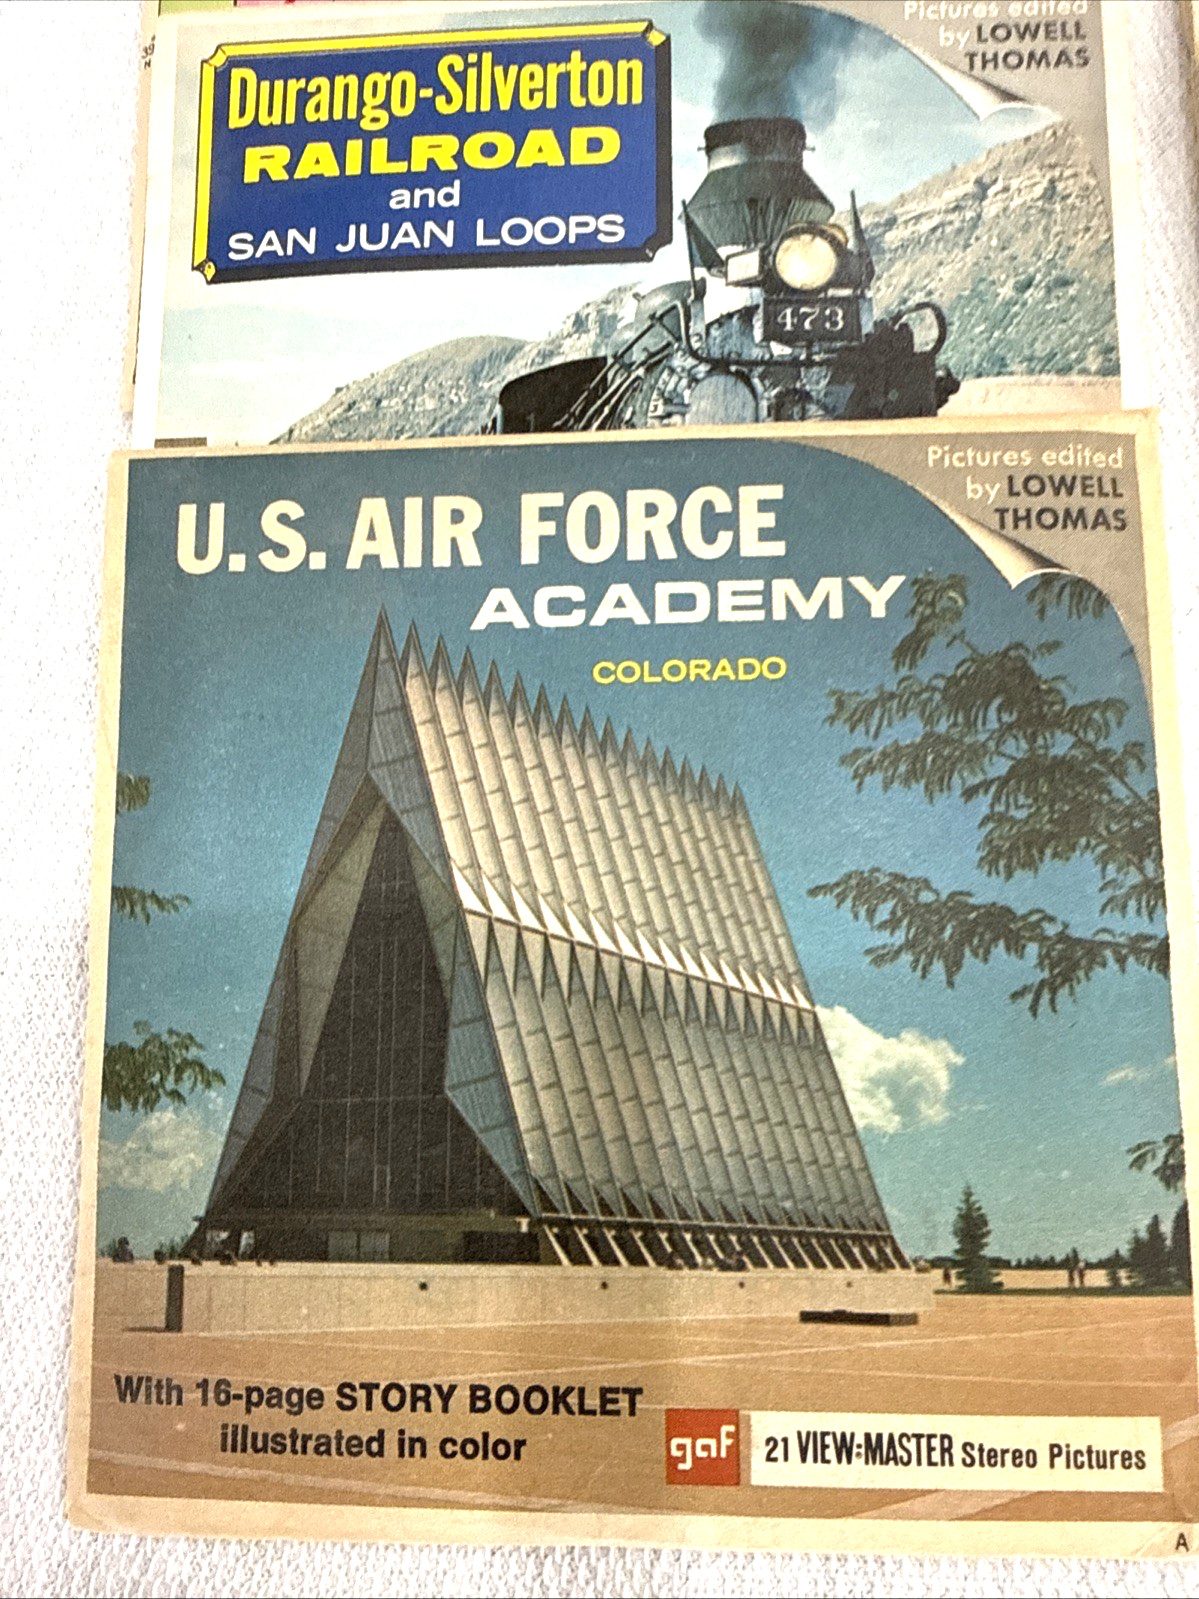 Pictures edited
by LOWELL
THOMAS
Durango-Silverton
RAILROAD
and
SAN JUAN LOOPS
473
Pictures edited
by LOWELL
THOMAS
U.S. AIR FORCE
ACADEMY
COLORADO
With 16-page STORY BOOKLET
illustrated in color
gaf
21 VIEW-MASTER Stereo Pictures
A